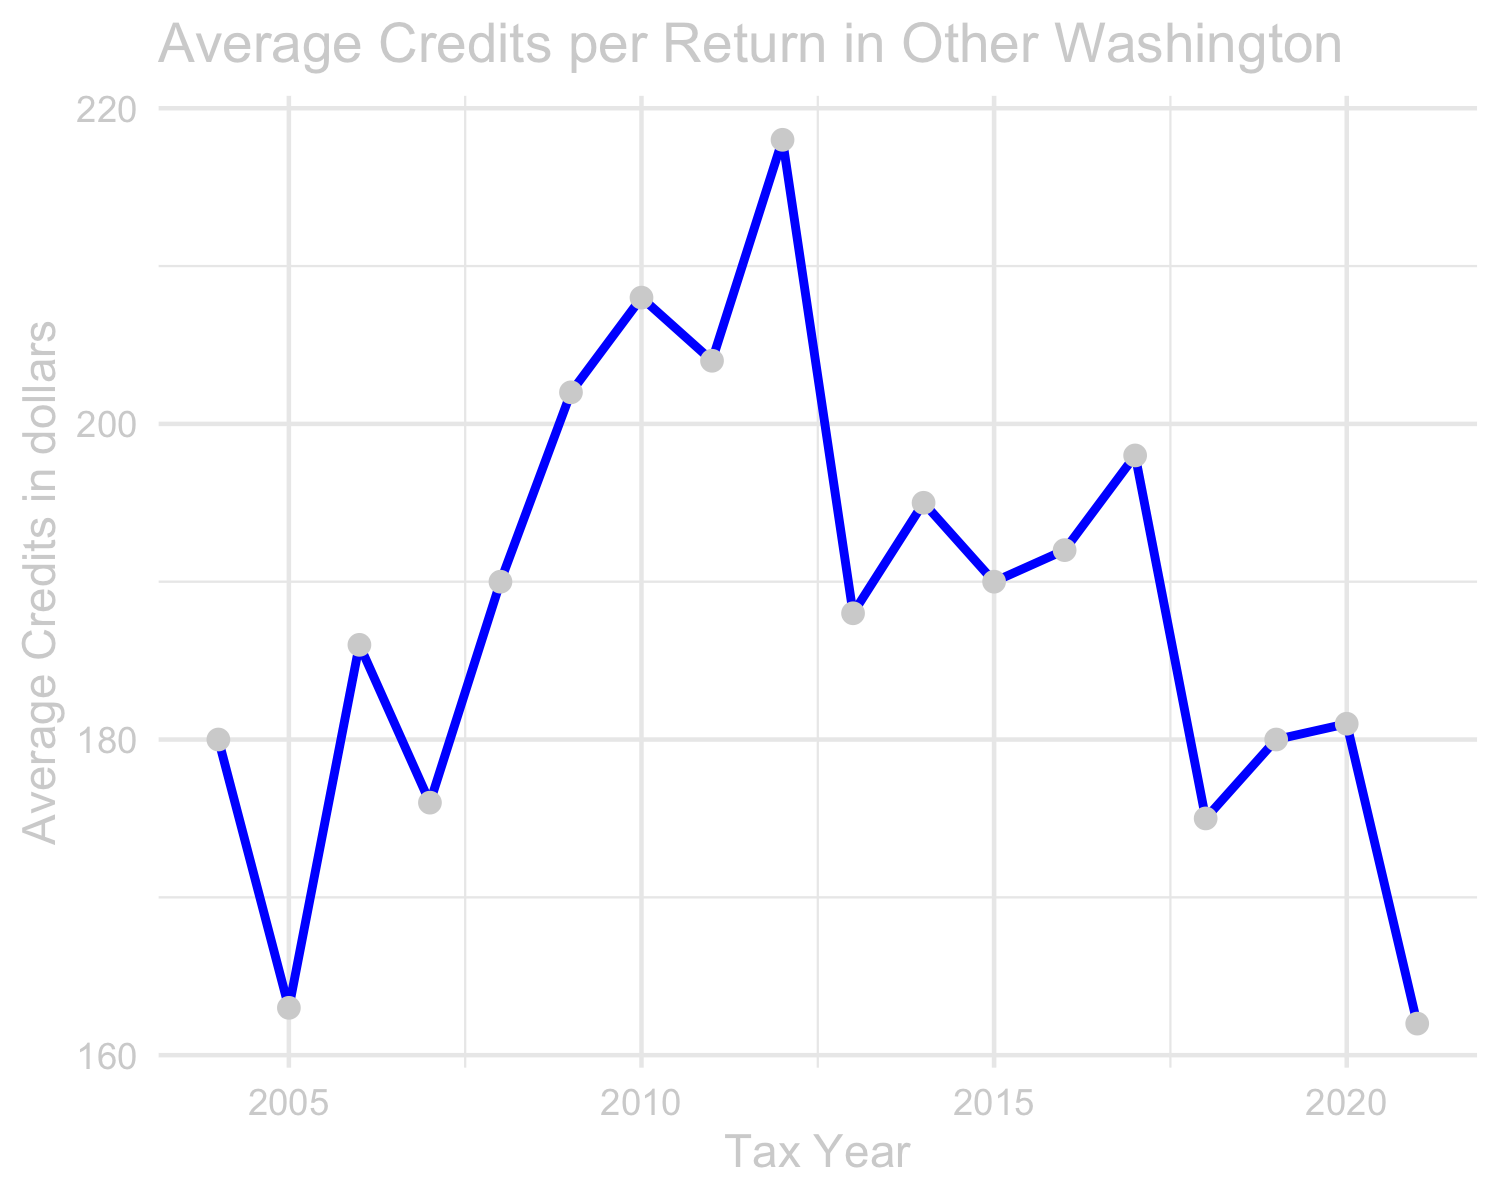 Average Credits per Return in Other Washington
Average Credits in dollars
220
200
180
160
2005 2010 2015 2020
Tax Year